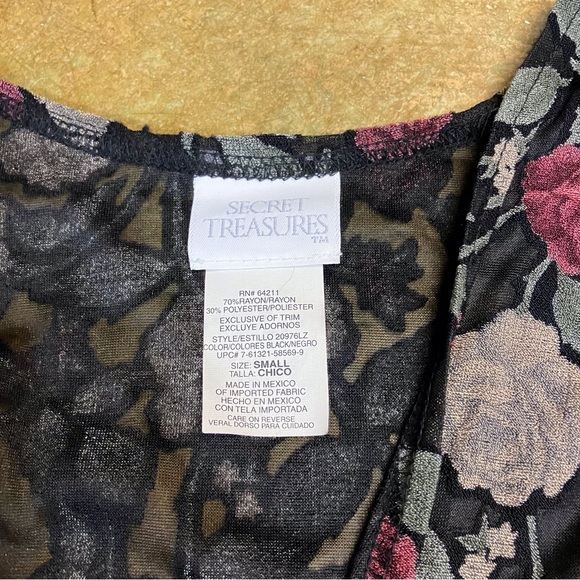 SECRET
TREASURES
TM
RN# 64211
70%RAYON/RAYON
30% POLYESTER/POLIESTER
EXCLUSIVE OF TRIM
EXCLUYE ADORNOS
STYLE/ESTILLO 20976LZ
COLOR/COLORES BLACK/NEGRO
UPC# 7-61321-58569-9
SIZE: SMALL
TALLA: CHICO
MADE IN MEXICO
OF IMPORTED FABRIC
HECHO EN MEXICO
CON TELA IMPORTADA
CARE ON REVERSE
VERAL DORSO PARA CUIDADO